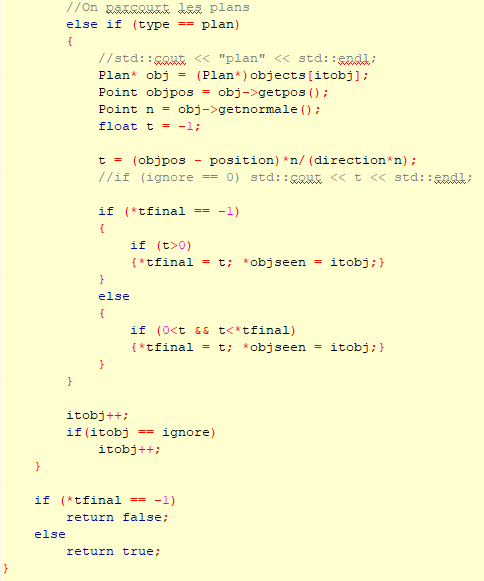 //On parcourt les plans
else if (type == plan)
{
//std::cout << "plan" << std::endl;
Plan* obj = (Plan*)objects[itobj];
Point objpos = obj->getpos();
Point n = obj->getnormale();
float t = -1;
t = (objpos - position)*n/(direction*n);
//if (ignore == 0) std::cout << t << std::endl;
if (*tfinal == -1)
{
if (t>0)
{*tfinal = t; *objseen = itobj;}
}
else
{
if (0<t && t<*tfinal)
{*tfinal = t; *objseen = itobj;}
}
}
itobj++;
if(itobj == ignore)
itobj++;
}
if (*tfinal == -1)
return false;
else
return true;
}